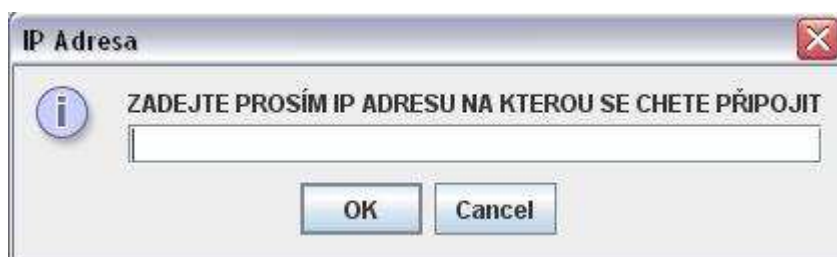 IP Adresa
i
ZADEJTE PROSÍM IP ADRESU NA KTEROU SE CHETE PŘIPOJIT
OK Cancel